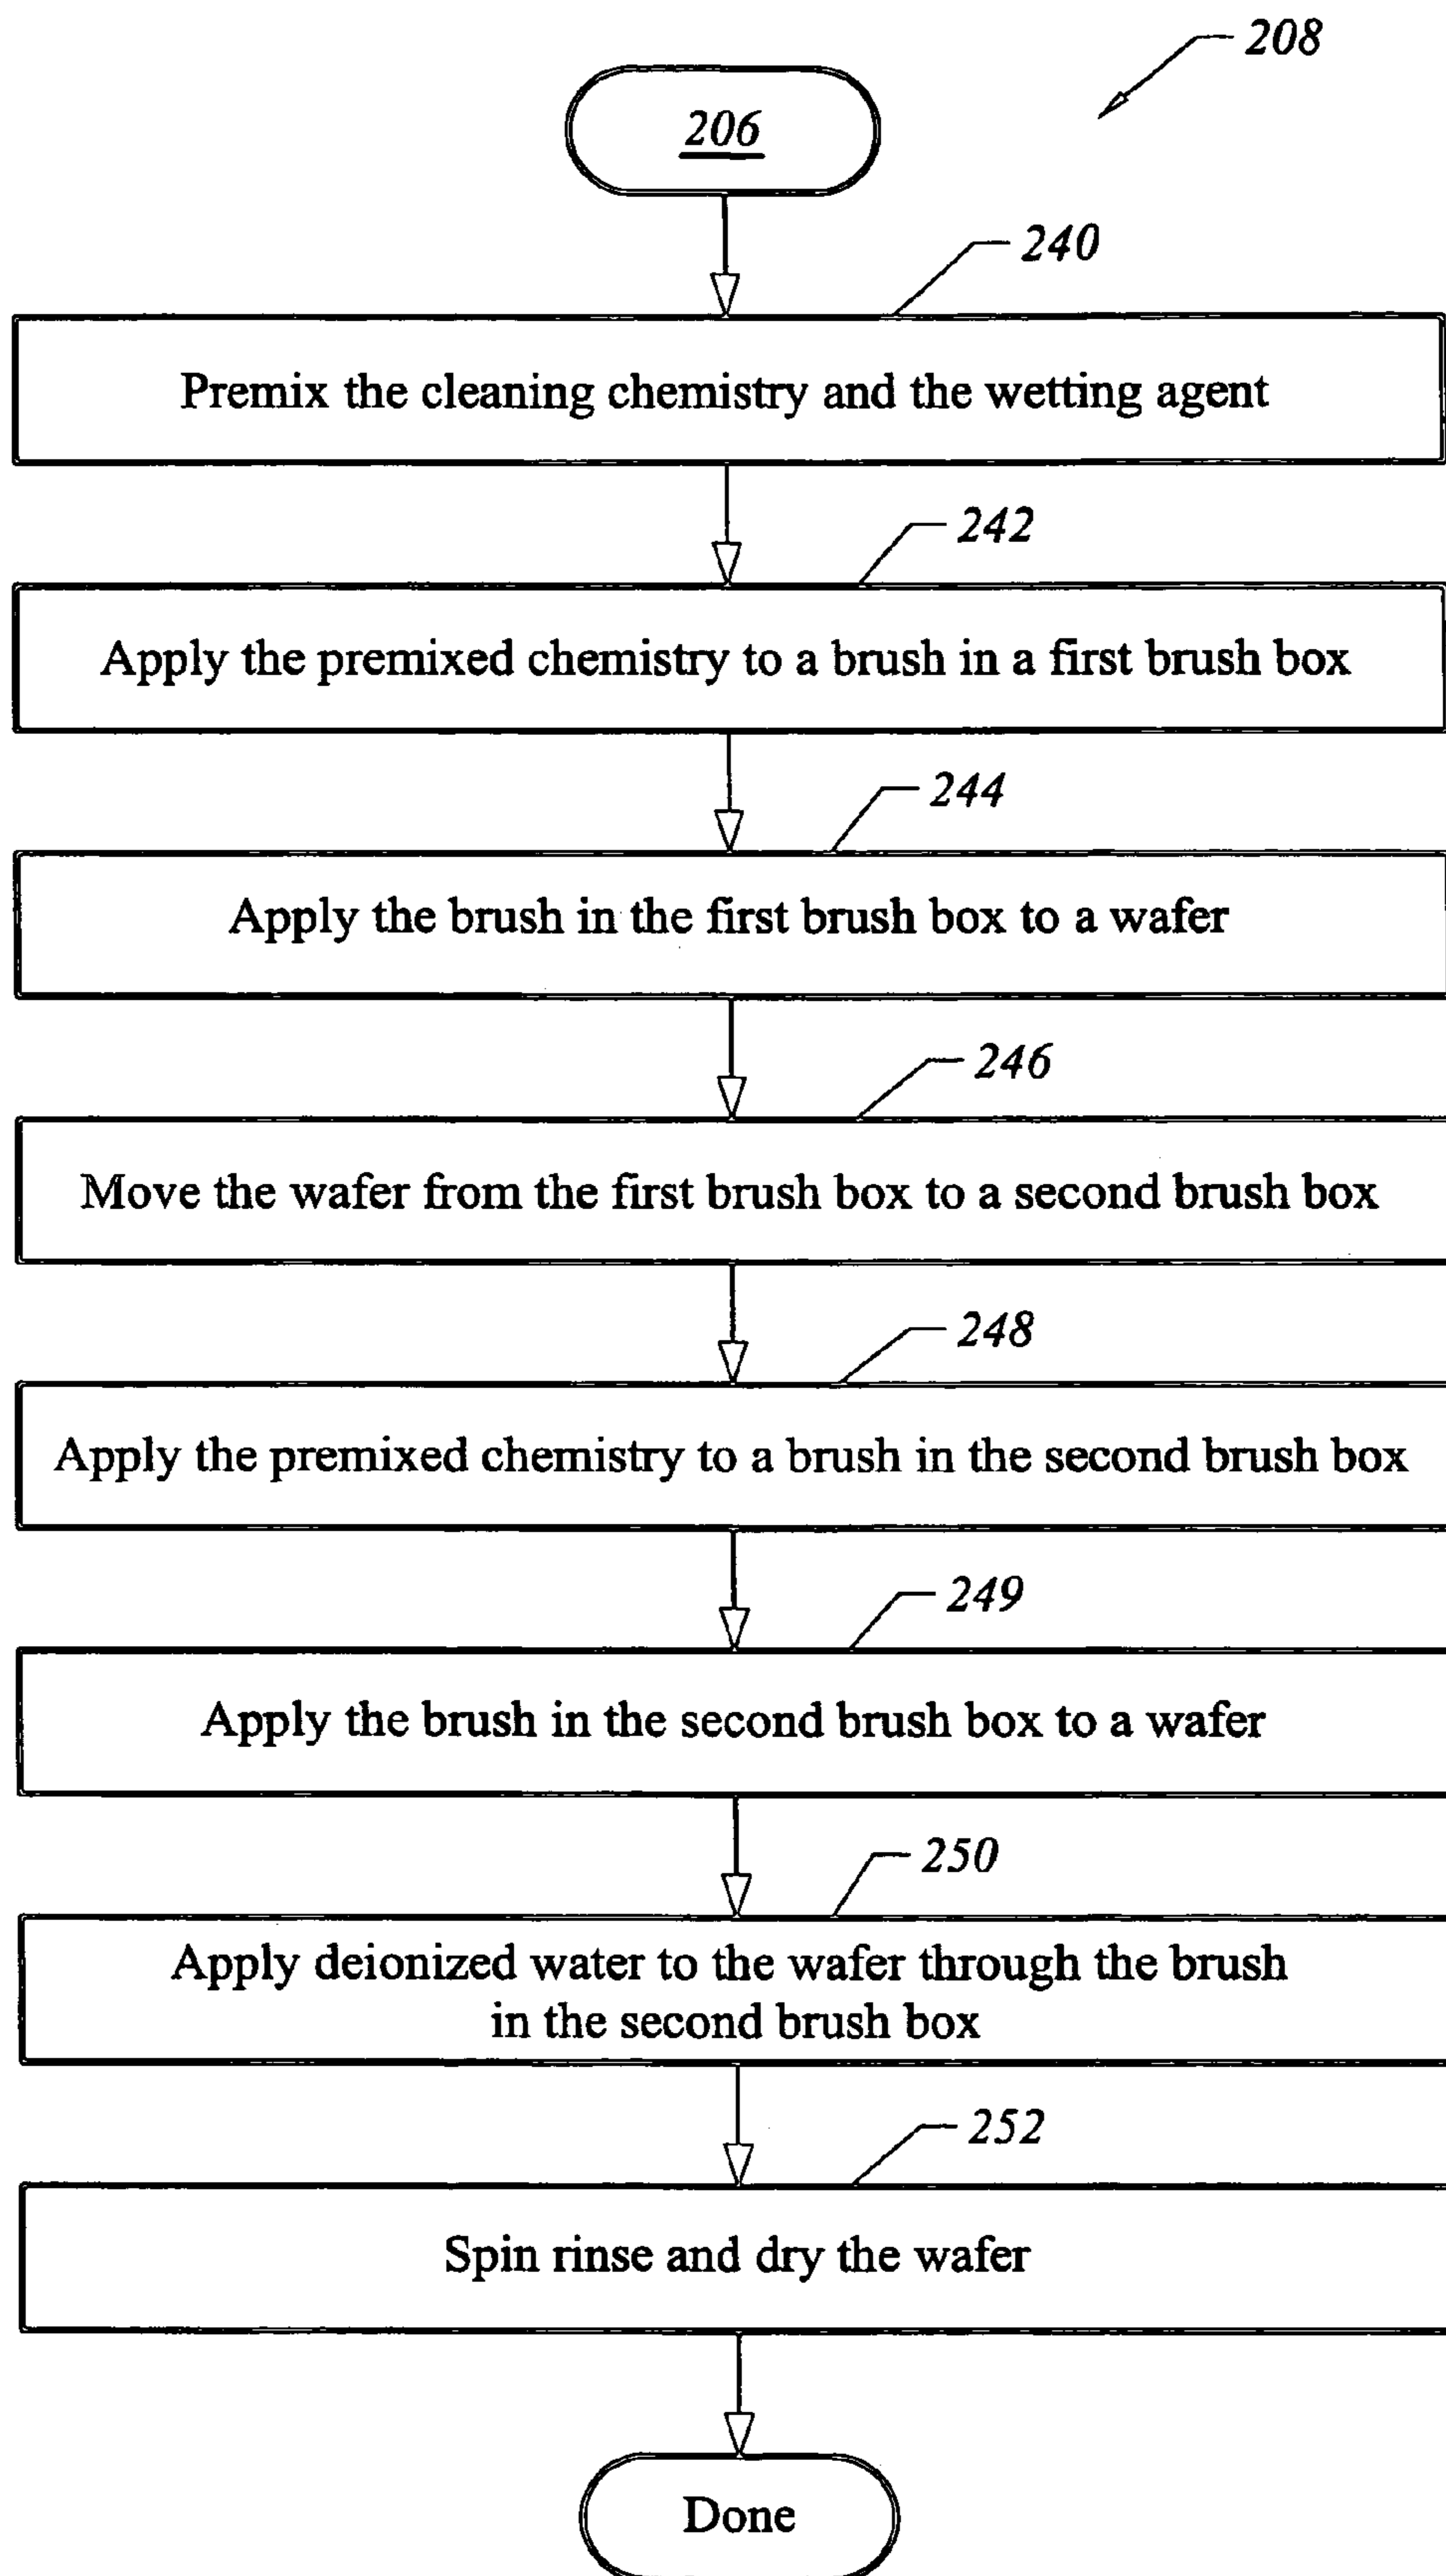 208
206
240
Premix the cleaning chemistry and the wetting agent
242
Apply the premixed chemistry to a brush in a first brush box
244
Apply the brush in the first brush box to a wafer
246
Move the wafer from the first brush box to a second brush box
248
Apply the premixed chemistry to a brush in the second brush box
249
Apply the brush in the second brush box to a wafer
250
Apply deionized water to the wafer through the brush
in the second brush box
252
Spin rinse and dry the wafer
Done